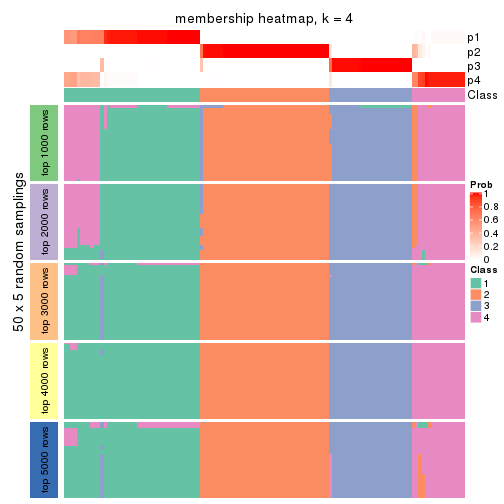 membership heatmap, k = 4
p1
p2
p3
p4
Class
50 x 5 random samplings
top 1000 rows
top 2000 rows
top 3000 rows
top 4000 rows
top 5000 rows
Prob
1
0.8
0.6
0.4
0.2
0
Class
1
2
3
4